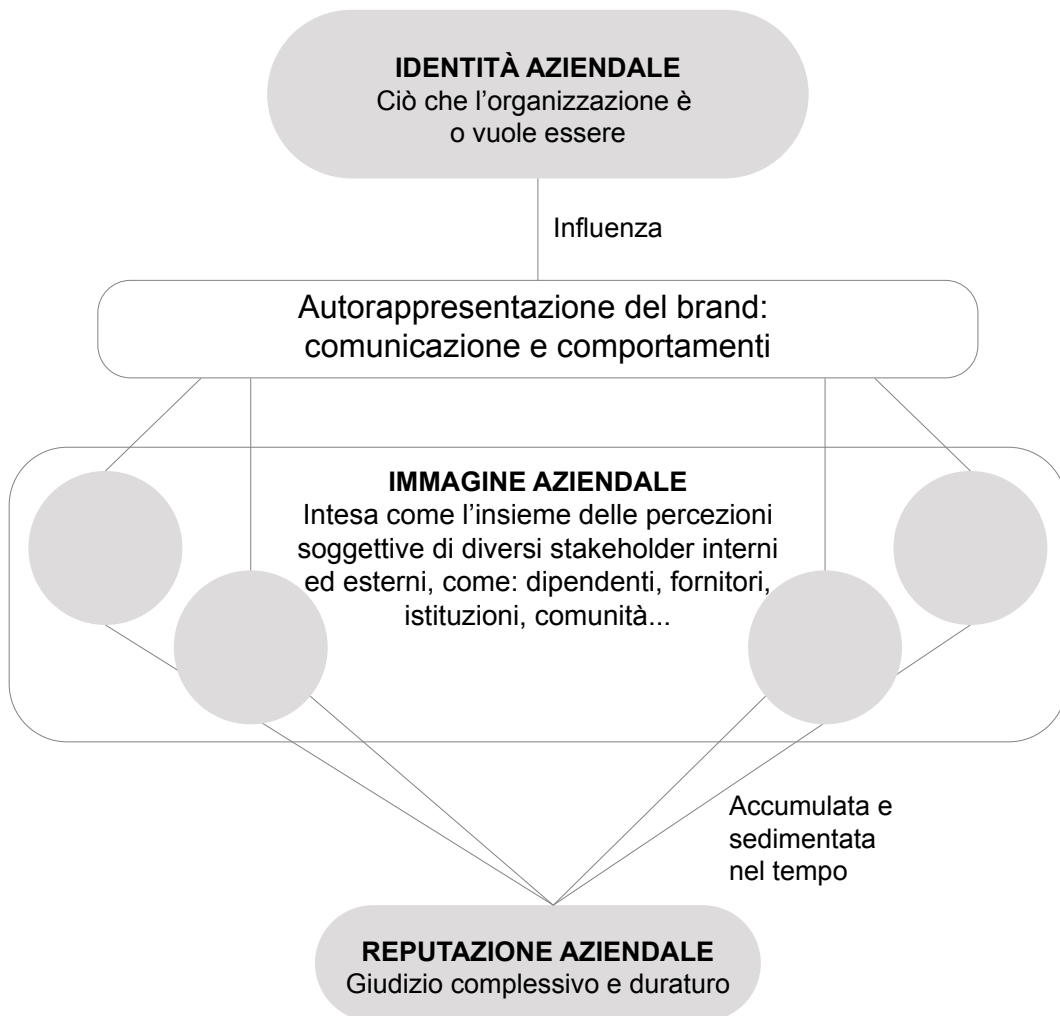 IDENTITÀ AZIENDALE
Ciò che l’organizzazione è
o vuole essere
Influenza
Autorappresentazione del brand:
comunicazione e comportamenti
IMMAGINE AZIENDALE
Intesa come l’insieme delle percezioni
soggettive di diversi stakeholder interni
ed esterni, come: dipendenti, fornitori,
istituzioni, comunità...
Accumulata e
sedimentata
nel tempo
REPUTAZIONE AZIENDALE
Giudizio complessivo e duraturo